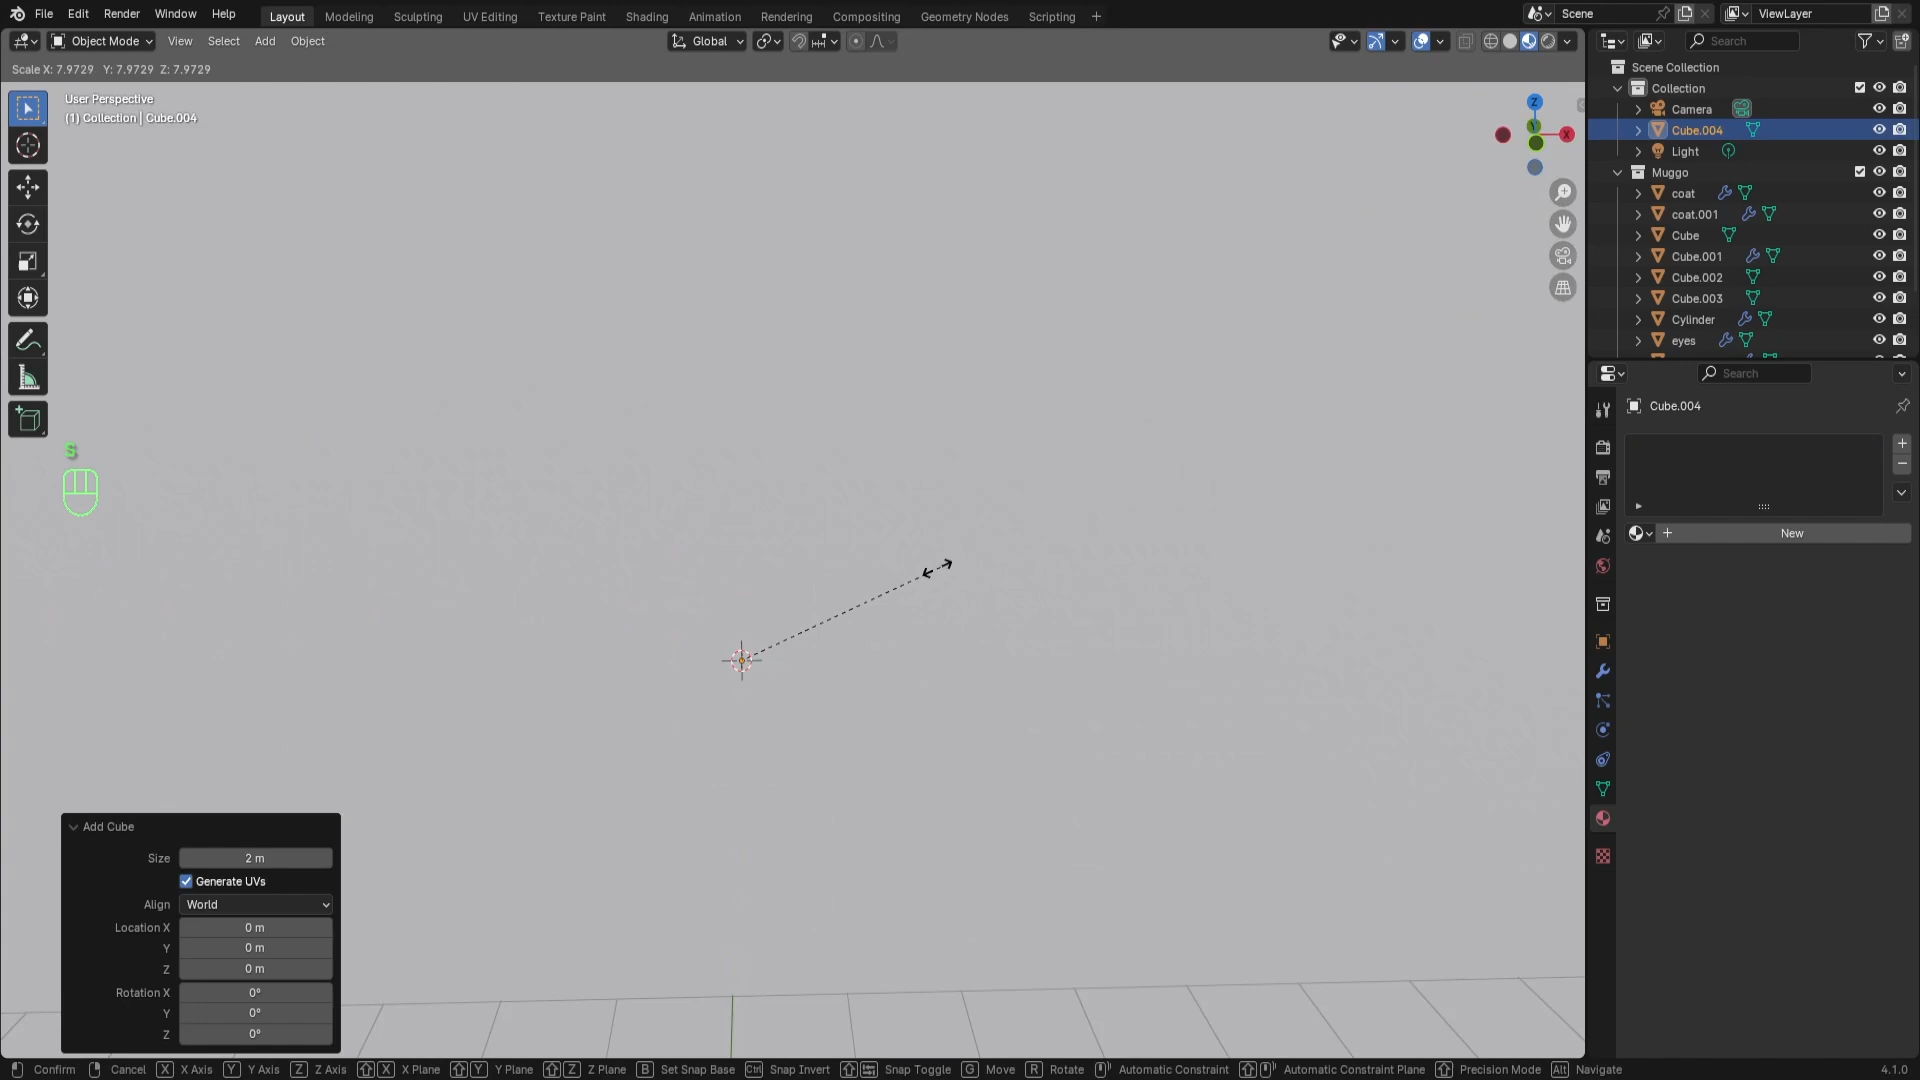 File Edit Render Window Help Layout Modeling Sculpting UV Editing Texture Paint Shading Animation Rendering Compositing Geometry Nodes Scripting + Scene ViewLayer
Object Mode View Select Add Object Global Search
Scale X: 7.9729 Y: 7.9729 Z: 7.9729
User Perspective
(1) Collection | Cube.004
Z
Y
X
S
Add Cube
Size 2 m
Generate UVs
Align World
Location X 0 m
Y 0 m
Z 0 m
Rotation X 0°
Y 0°
Z 0°
Scene Collection
Collection
Camera
Cube.004
Light
Muggo
coat
coat.001
Cube
Cube.001
Cube.002
Cube.003
Cylinder
eyes
Search
Cube.004
New
Confirm Cancel X X Axis Y Y Axis Z Z Axis X X Plane Y Y Plane Z Z Plane B Set Snap Base Ctrl Snap Invert Snap Toggle G Move R Rotate Automatic Constraint Automatic Constraint Plane Precision Mode Alt Navigate 4.1.0